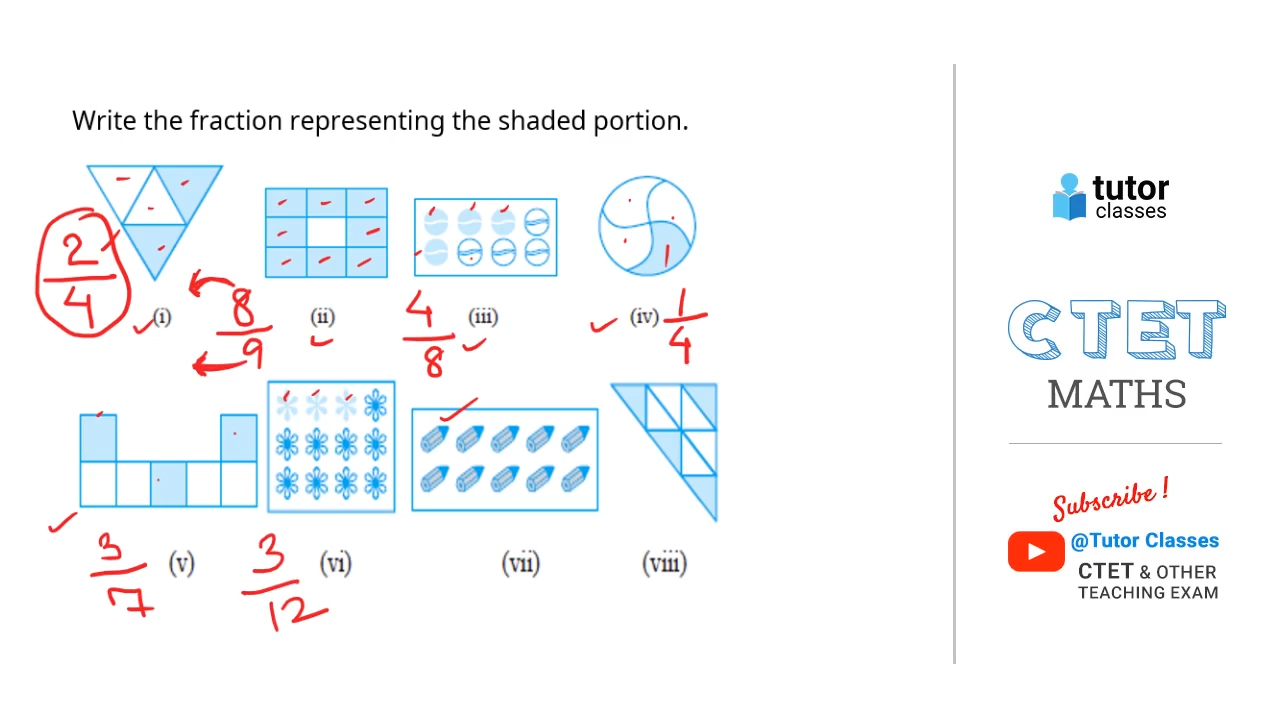 Write the fraction representing the shaded portion.
2
4
(i)
8
9
(ii)
4
8
(iii)
(iv)
1
4
3
7
(v)
3
12
(vi)
(vii)
(viii)
tutor
classes
CTET
MATHS
Subscribe !
@Tutor Classes
CTET & OTHER
TEACHING EXAM